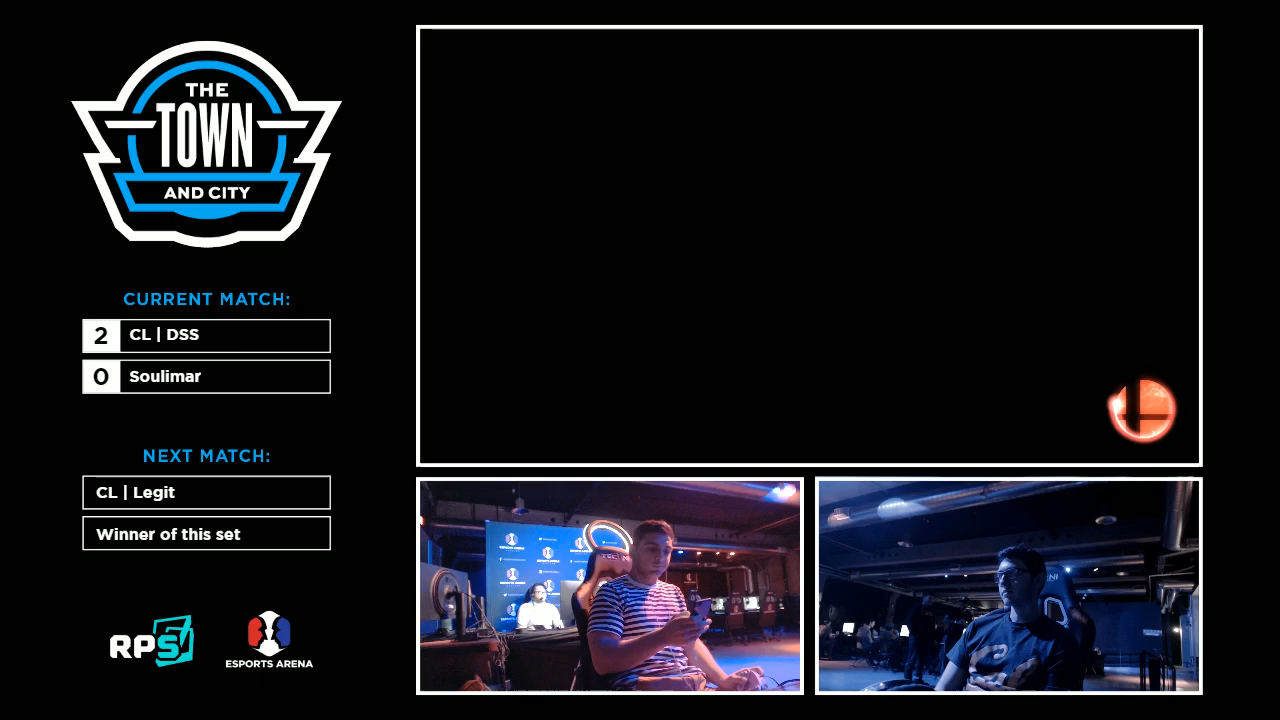 THE
TOWN
AND CITY
CURRENT MATCH:
2 CL | DSS
0 Soulimar
NEXT MATCH:
CL | Legit
Winner of this set
RPS
ESPORTS ARENA